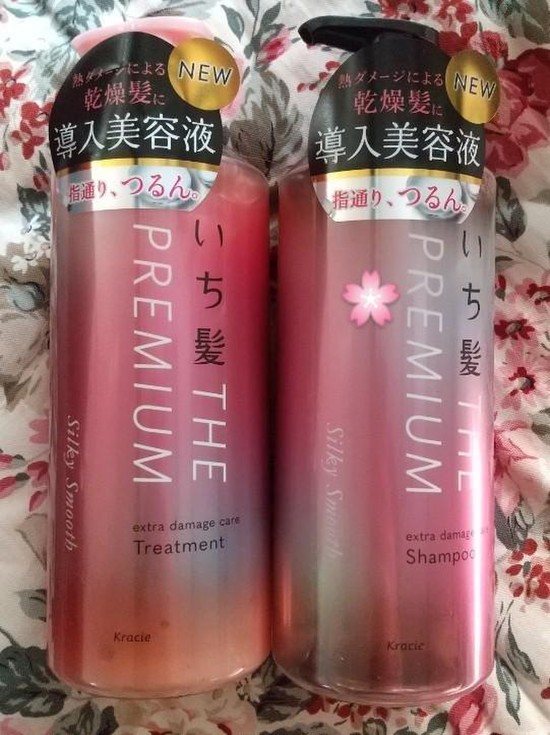 NEW
熱ダメージによる
乾燥髪に
導入美容液
指通り、つるん。
いち髪 THE
PREMIUM
Silky Smooth
extra damage care
Treatment
Kracie
NEW
熱ダメージによる
乾燥髪に
導入美容液
指通り、つるん。
いち髪 THE
PREMIUM
Silky Smooth
extra damage
Shampoo
Kracie